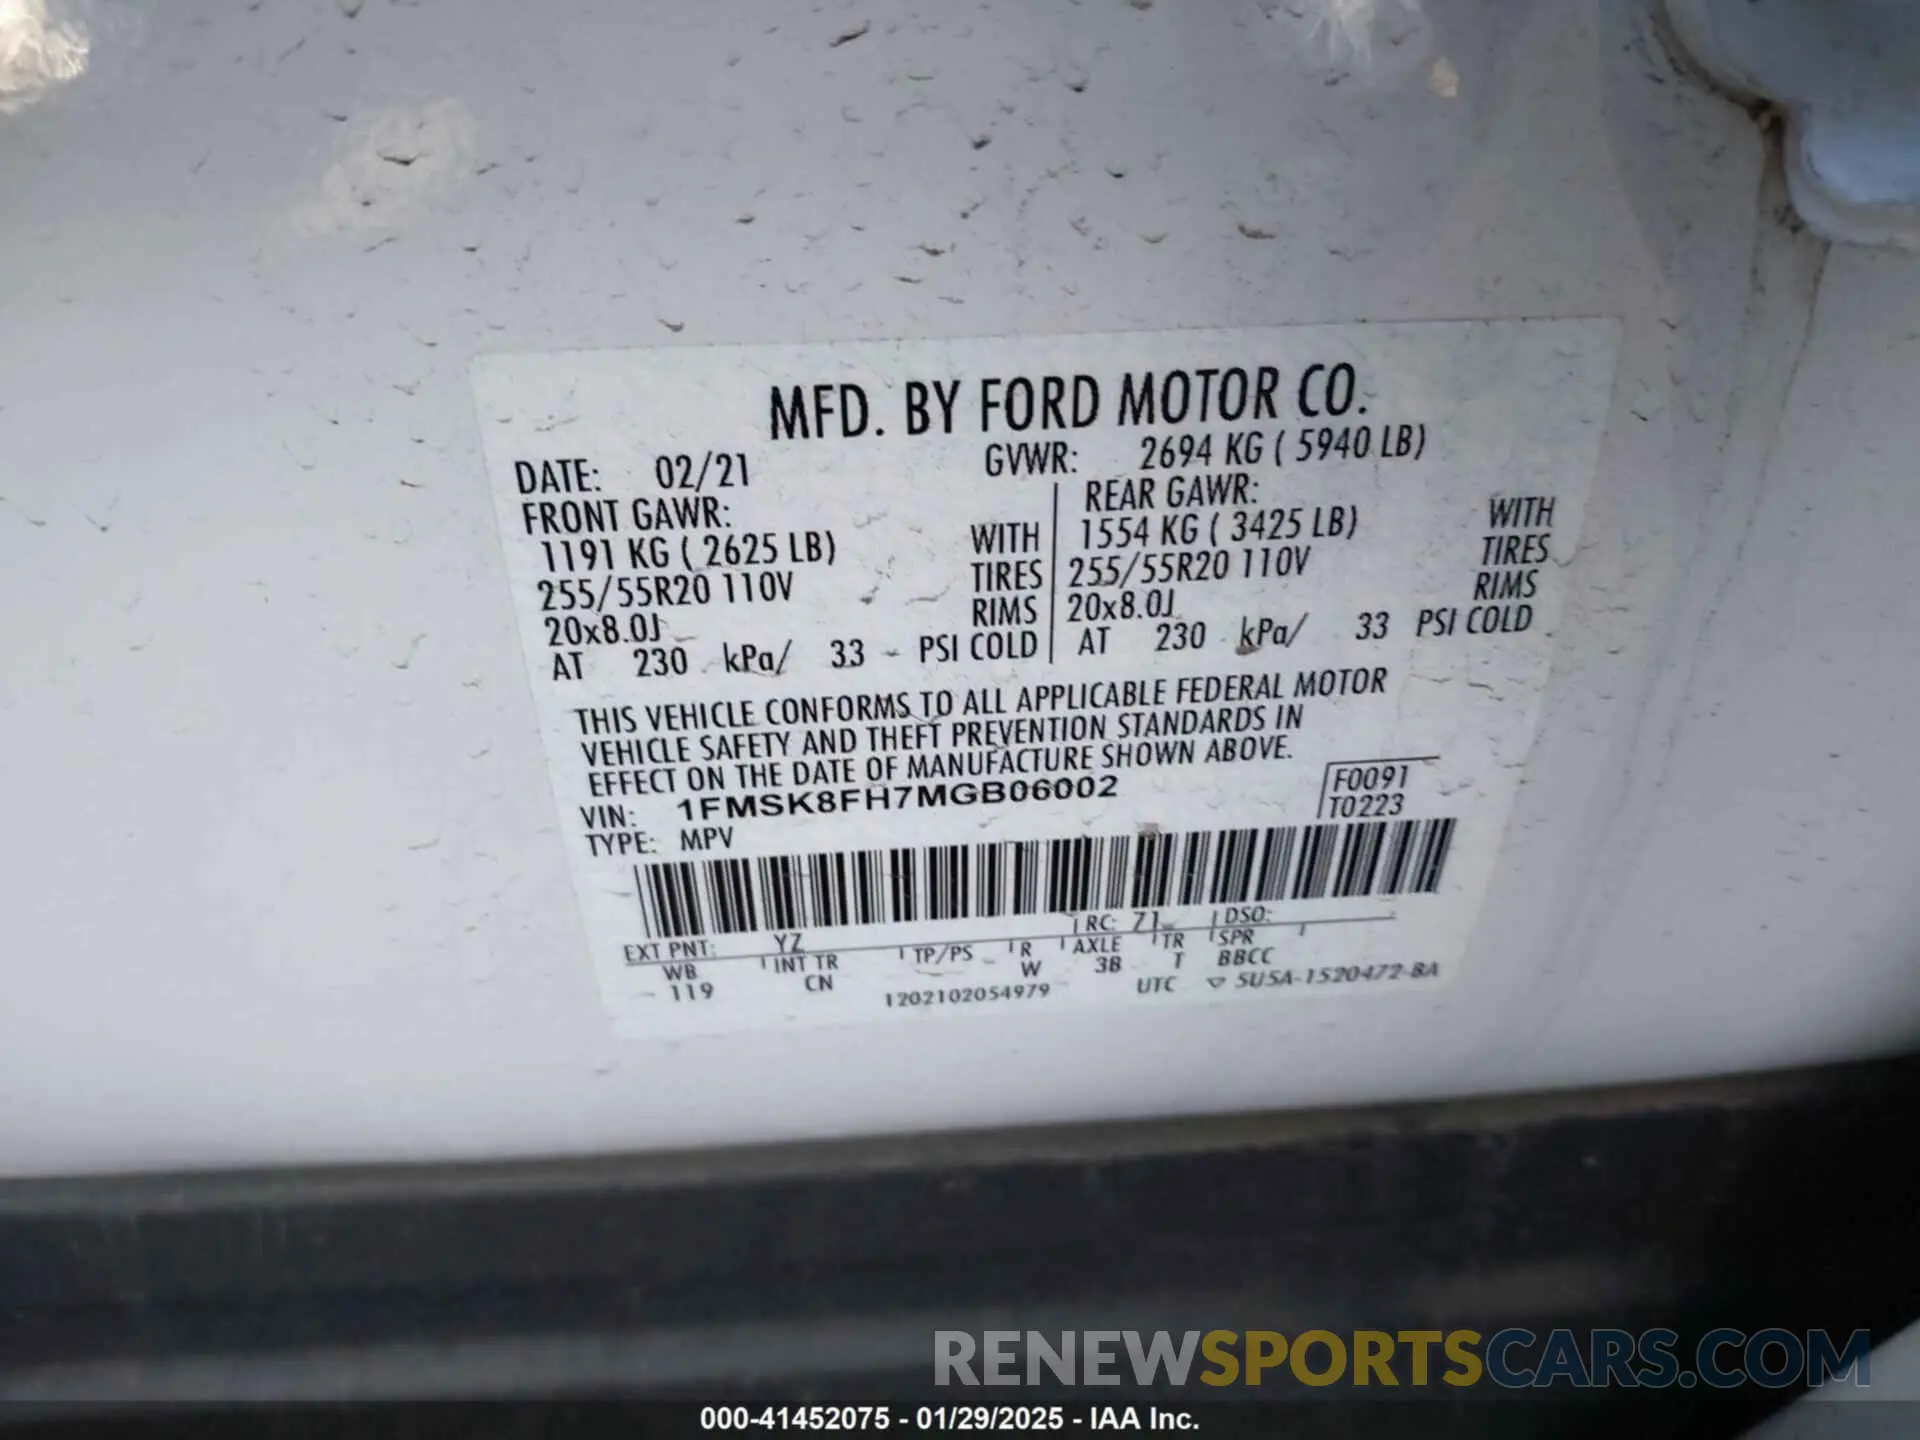 MFD. BY FORD MOTOR CO.
DATE: 02/21 GVWR: 2694 KG ( 5940 LB)
FRONT GAWR: REAR GAWR:
1191 KG ( 2625 LB) WITH 1554 KG ( 3425 LB) WITH
255/55R20 110V TIRES 255/55R20 110V TIRES
20x8.0J RIMS 20x8.0J RIMS
AT 230 kPa/ 33 PSI COLD AT 230 kPa/ 33 PSI COLD
THIS VEHICLE CONFORMS TO ALL APPLICABLE FEDERAL MOTOR
VEHICLE SAFETY AND THEFT PREVENTION STANDARDS IN
EFFECT ON THE DATE OF MANUFACTURE SHOWN ABOVE.
VIN: 1FMSK8FH7MGB06002 F0091
TYPE: MPV T0223
EXT PNT: YZ RC: 71 DSO:
WB INT TR TP/PS R AXLE TR SPR
119 CN W 3B T BBCC
1202102054979 UTC ▽ 5U5A-1520472-BA
RENEWSPORTSCARS.COM
000-41452075 - 01/29/2025 - IAA Inc.